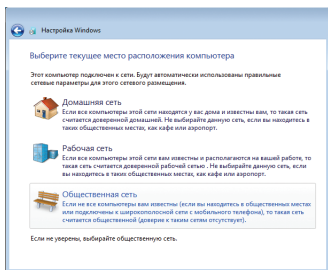 Настройка Windows
Выберите текущее место расположения компьютера
Этот компьютер подключен к сети. Будут автоматически использованы правильные
сетевые параметры для этого сетевого размещения.
Домашняя сеть
Если все компьютеры этой сети находятся у вас дома и известны вам, то такая сеть
считается доверенной домашней. Не выбирайте данную сеть, если вы находитесь в
таких общественных местах, как кафе или аэропорт.
Рабочая сеть
Если все компьютеры этой сети вам известны и располагаются на вашей работе, то
такая сеть считается доверенной рабочей сетью . Не выбирайте данную сеть, если
вы находитесь в таких общественных местах, как кафе или аэропорт.
Общественная сеть
Если не все компьютеры вам известны (если вы находитесь в общественных местах
или подключены к широкополосной сети с мобильного телефона), то такая сеть
считается общественной (доверие к таким сетям отсутствует).
Если не уверены, выбирайте общественную сеть.